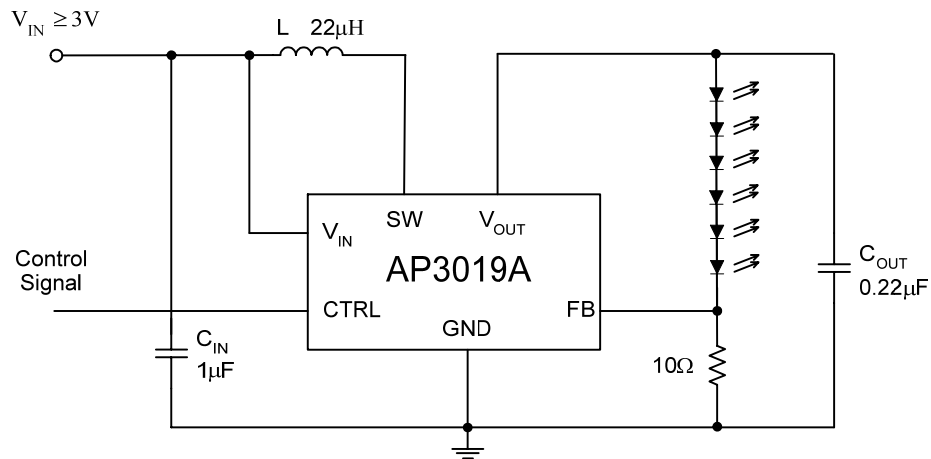 V_IN ≥ 3V
L 22μH
SW
V_OUT
V_IN
AP3019A
Control
Signal
CTRL
FB
GND
C_IN
1μF
10Ω
C_OUT
0.22μF